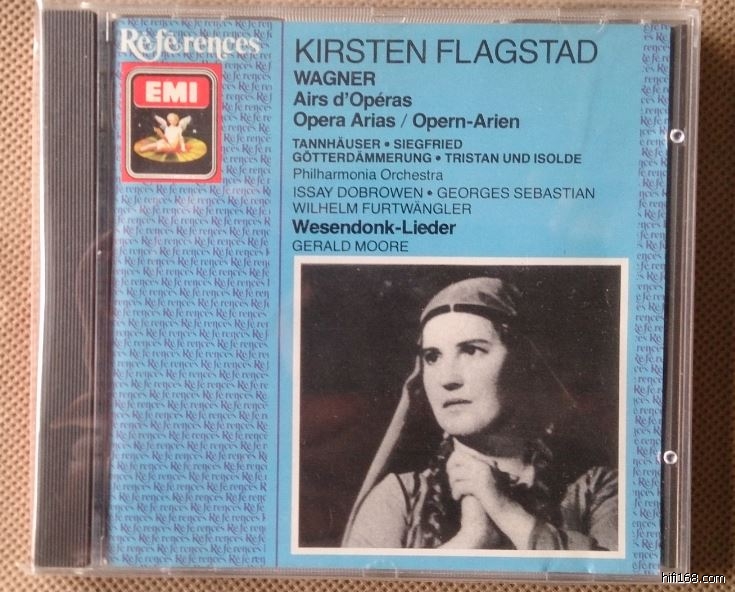 Références
EMI
KIRSTEN FLAGSTAD
WAGNER
Airs d'Opéras
Opera Arias / Opern-Arien
TANNHÄUSER • SIEGFRIED
GÖTTERDÄMMERUNG • TRISTAN UND ISOLDE
Philharmonia Orchestra
ISSAY DOBROWEN • GEORGES SEBASTIAN
WILHELM FURTWÄNGLER
Wesendonk-Lieder
GERALD MOORE
hifi168.com